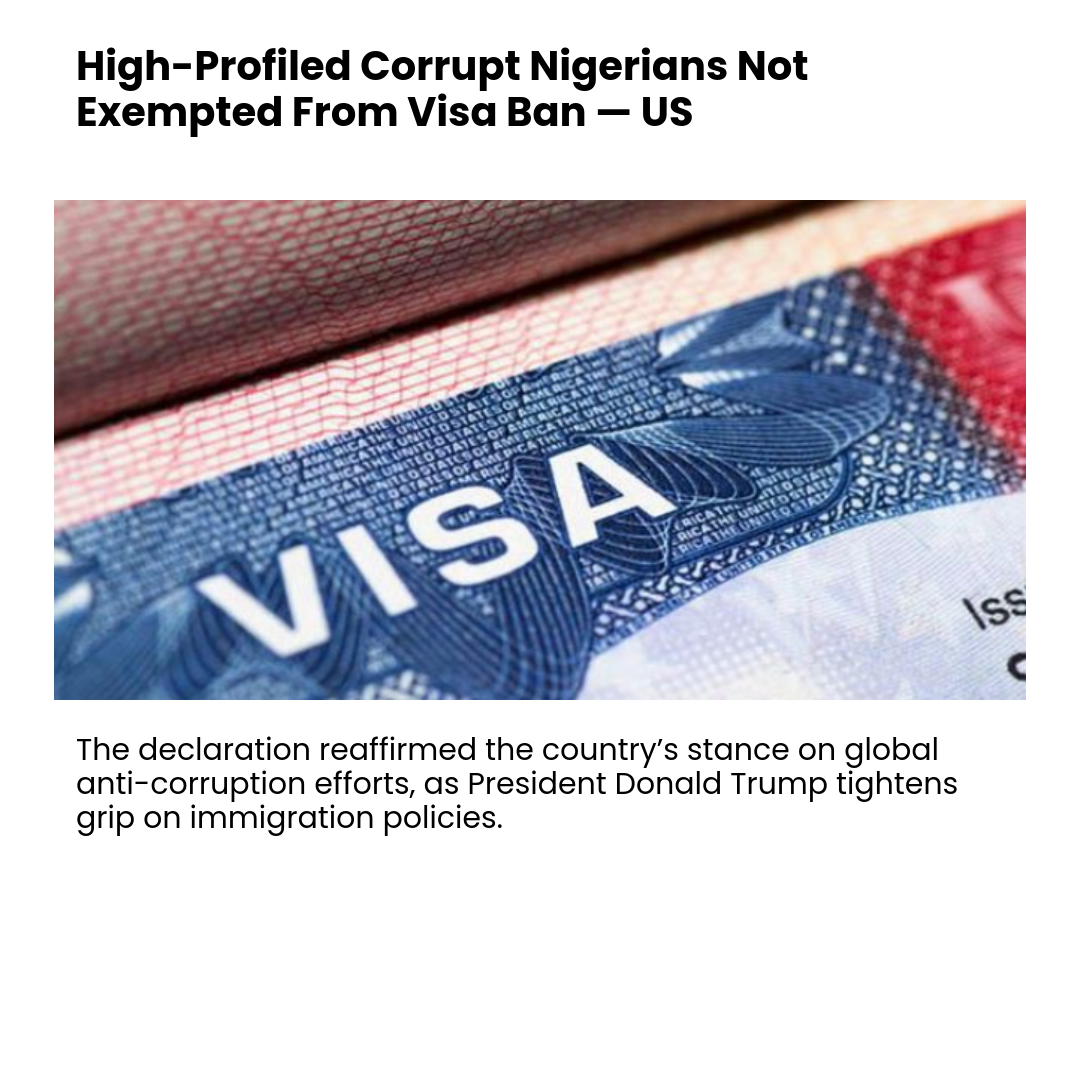 High-Profiled Corrupt Nigerians Not
Exempted From Visa Ban — US
VISA
Iss
The declaration reaffirmed the country’s stance on global
anti-corruption efforts, as President Donald Trump tightens
grip on immigration policies.